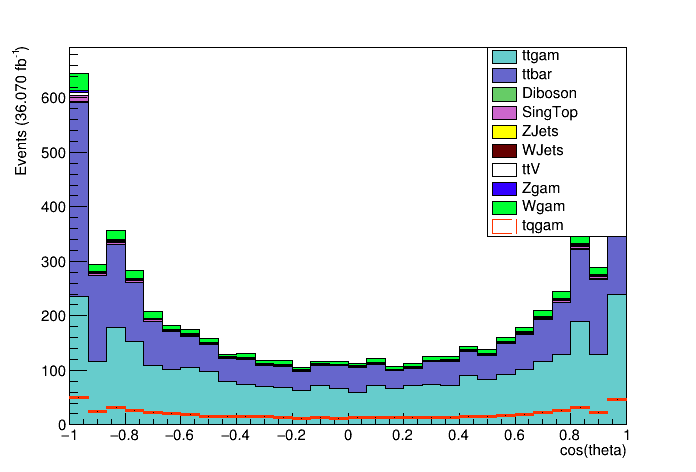 Events (36.070 fb⁻¹)
600
500
400
300
200
100
0
−1
−0.8
−0.6
−0.4
−0.2
0
0.2
0.4
0.6
0.8
1
cos(theta)
ttgam
ttbar
Diboson
SingTop
ZJets
WJets
ttV
Zgam
Wgam
tqgam